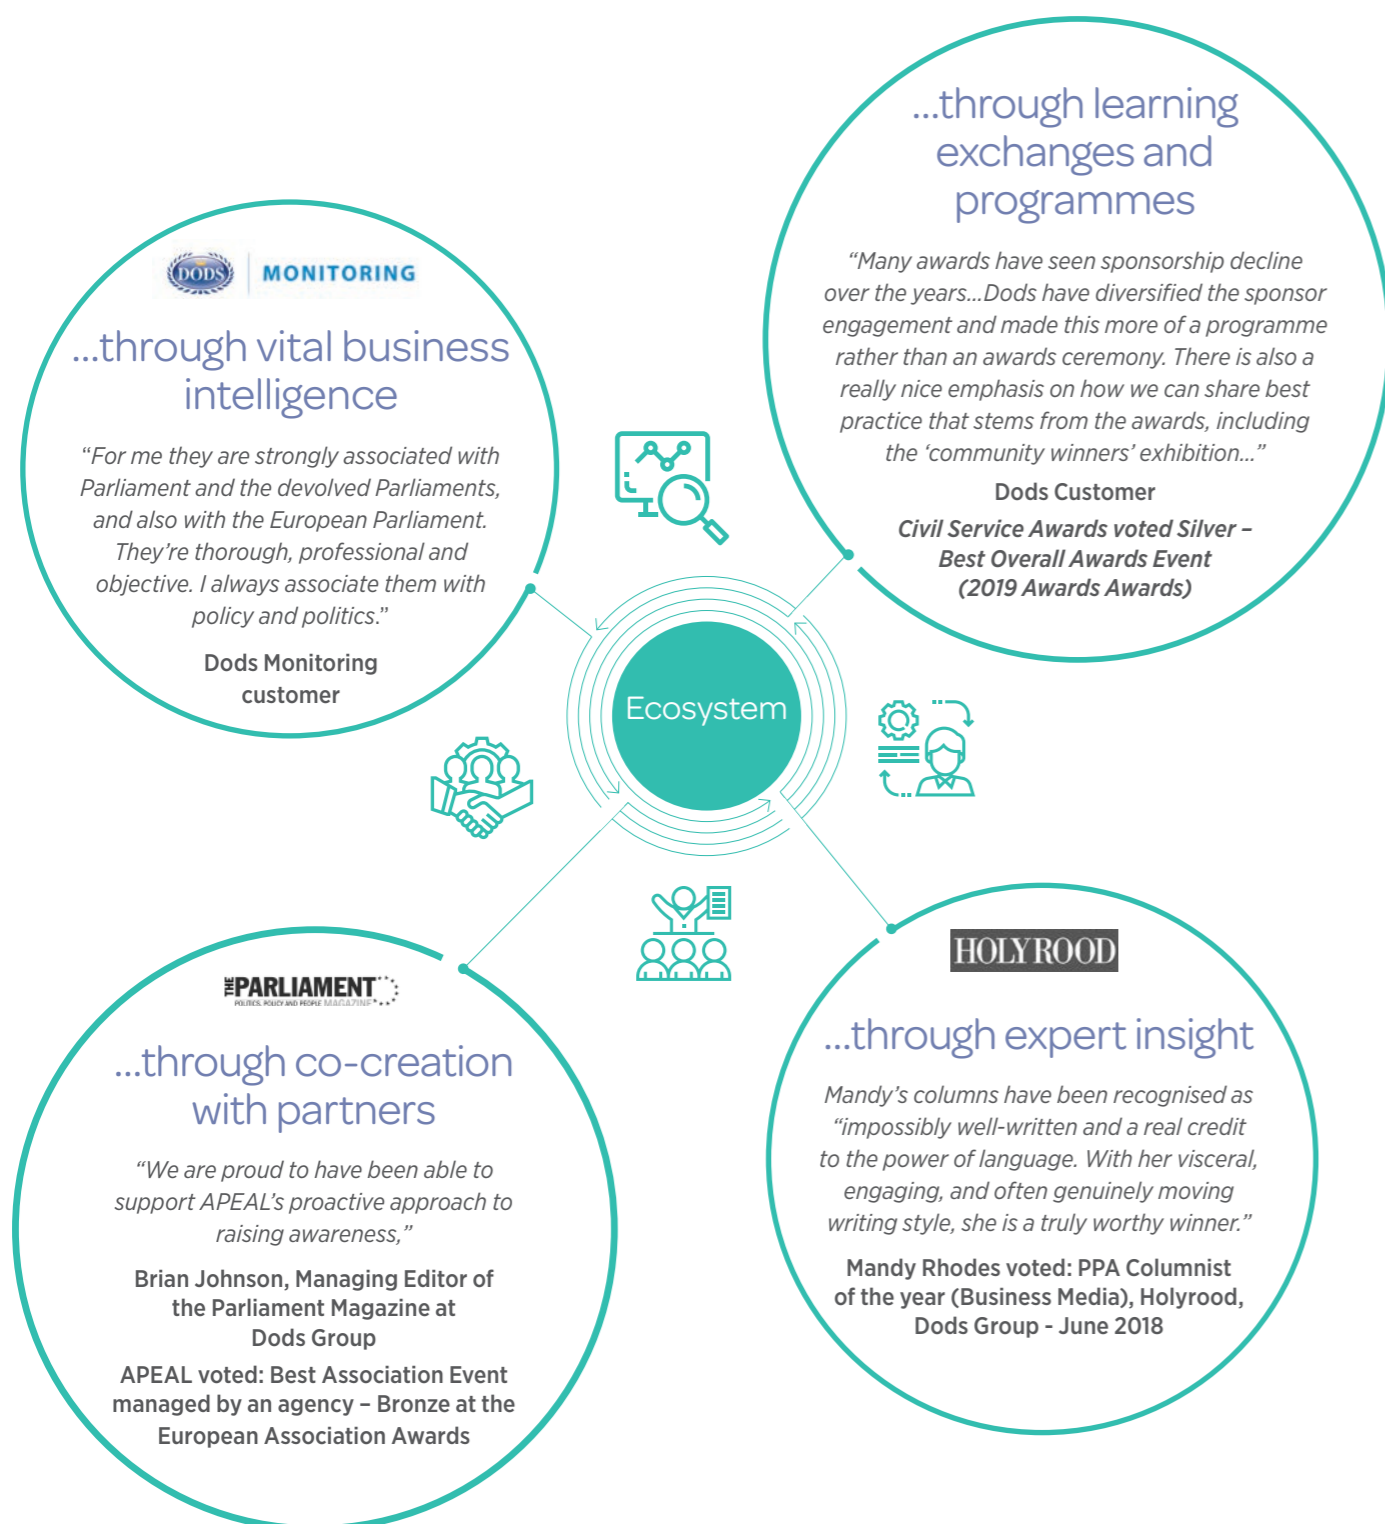 ...through learning
exchanges and
programmes
“Many awards have seen sponsorship decline
over the years...Dods have diversified the sponsor
engagement and made this more of a programme
rather than an awards ceremony. There is also a
really nice emphasis on how we can share best
practice that stems from the awards, including
the ‘community winners’ exhibition...”
Dods Customer
Civil Service Awards voted Silver –
Best Overall Awards Event
(2019 Awards Awards)
DODS MONITORING
...through vital business
intelligence
“For me they are strongly associated with
Parliament and the devolved Parliaments,
and also with the European Parliament.
They’re thorough, professional and
objective. I always associate them with
policy and politics.”
Dods Monitoring
customer
Ecosystem
THE PARLIAMENT
POLITICS, POLICY AND PEOPLE MAGAZINE
...through co-creation
with partners
“We are proud to have been able to
support APEAL’s proactive approach to
raising awareness,”
Brian Johnson, Managing Editor of
the Parliament Magazine at
Dods Group
APEAL voted: Best Association Event
managed by an agency – Bronze at the
European Association Awards
HOLYROOD
...through expert insight
Mandy’s columns have been recognised as
“impossibly well-written and a real credit
to the power of language. With her visceral,
engaging, and often genuinely moving
writing style, she is a truly worthy winner.”
Mandy Rhodes voted: PPA Columnist
of the year (Business Media), Holyrood,
Dods Group - June 2018